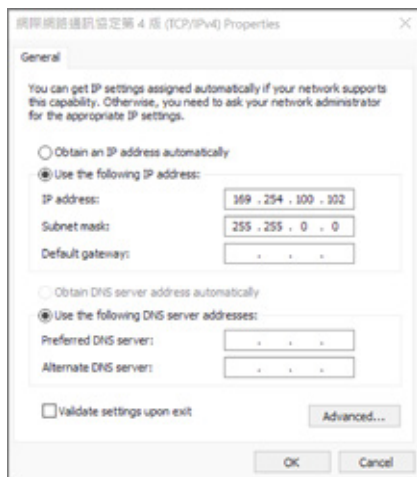 網際網路通訊協定第 4 版 (TCP/IPv4) Properties
General
You can get IP settings assigned automatically if your network supports
this capability. Otherwise, you need to ask your network administrator
for the appropriate IP settings.
Obtain an IP address automatically
Use the following IP address:
IP address: 169 . 254 . 100 . 102
Subnet mask: 255 . 255 . 0 . 0
Default gateway: . . .
Obtain DNS server address automatically
Use the following DNS server addresses:
Preferred DNS server: . . .
Alternate DNS server: . . .
Validate settings upon exit
Advanced...
OK Cancel